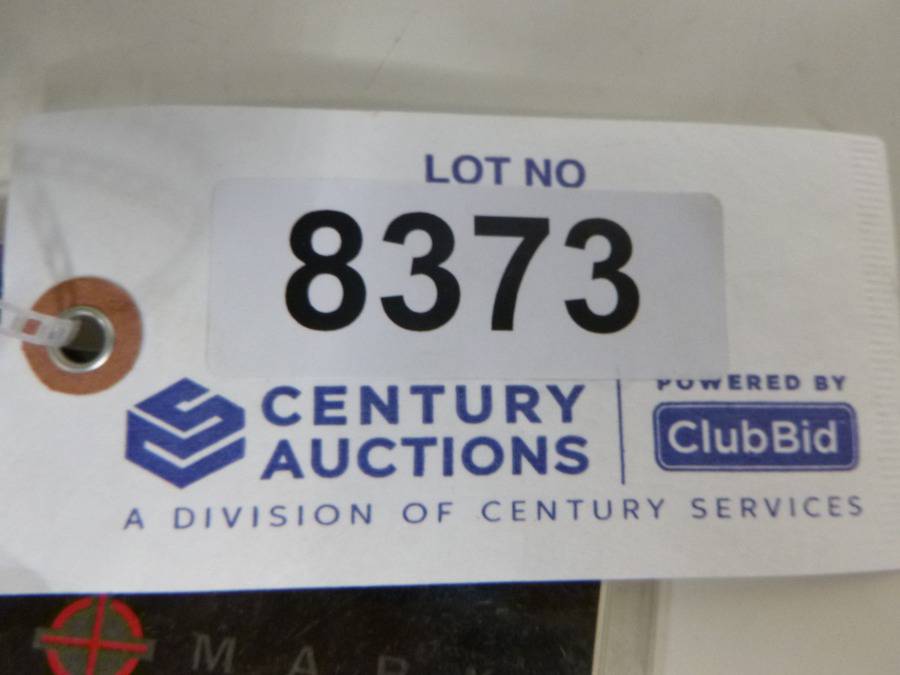 LOT NO
8373
CENTURY
AUCTIONS
POWERED BY
ClubBid
A DIVISION OF CENTURY SERVICES